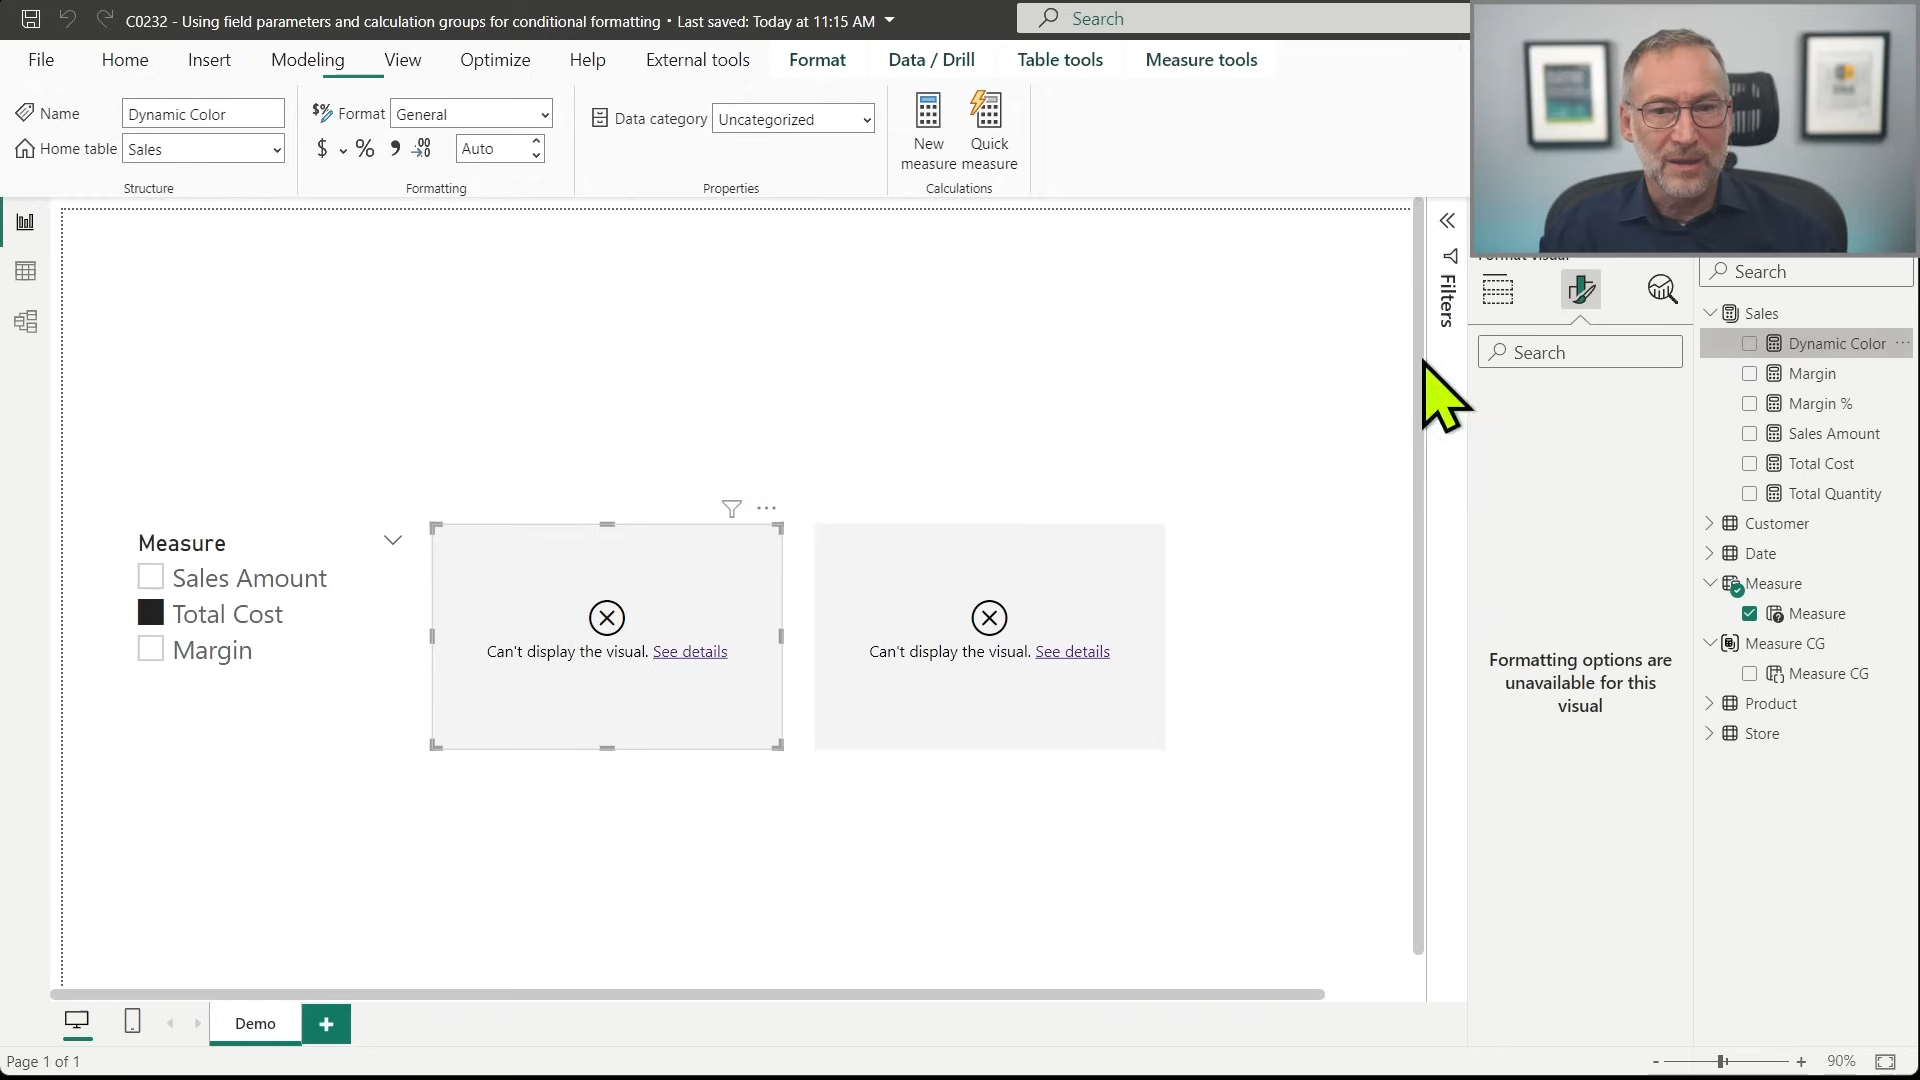 C0232 - Using field parameters and calculation groups for conditional formatting • Last saved: Today at 11:15 AM
Search
File
Home
Insert
Modeling
View
Optimize
Help
External tools
Format
Data / Drill
Table tools
Measure tools
Name
Dynamic Color
Home table
Sales
Structure
Format
General
$
%
Auto
Formatting
Data category
Uncategorized
Properties
New measure
Quick measure
Calculations
Filters
Search
Formatting options are
unavailable for this
visual
Search
Sales
Dynamic Color
Margin
Margin %
Sales Amount
Total Cost
Total Quantity
Customer
Date
Measure
Measure
Measure CG
Measure CG
Product
Store
Measure
Sales Amount
Total Cost
Margin
Can't display the visual. See details
Can't display the visual. See details
Demo
Page 1 of 1
- + 90%